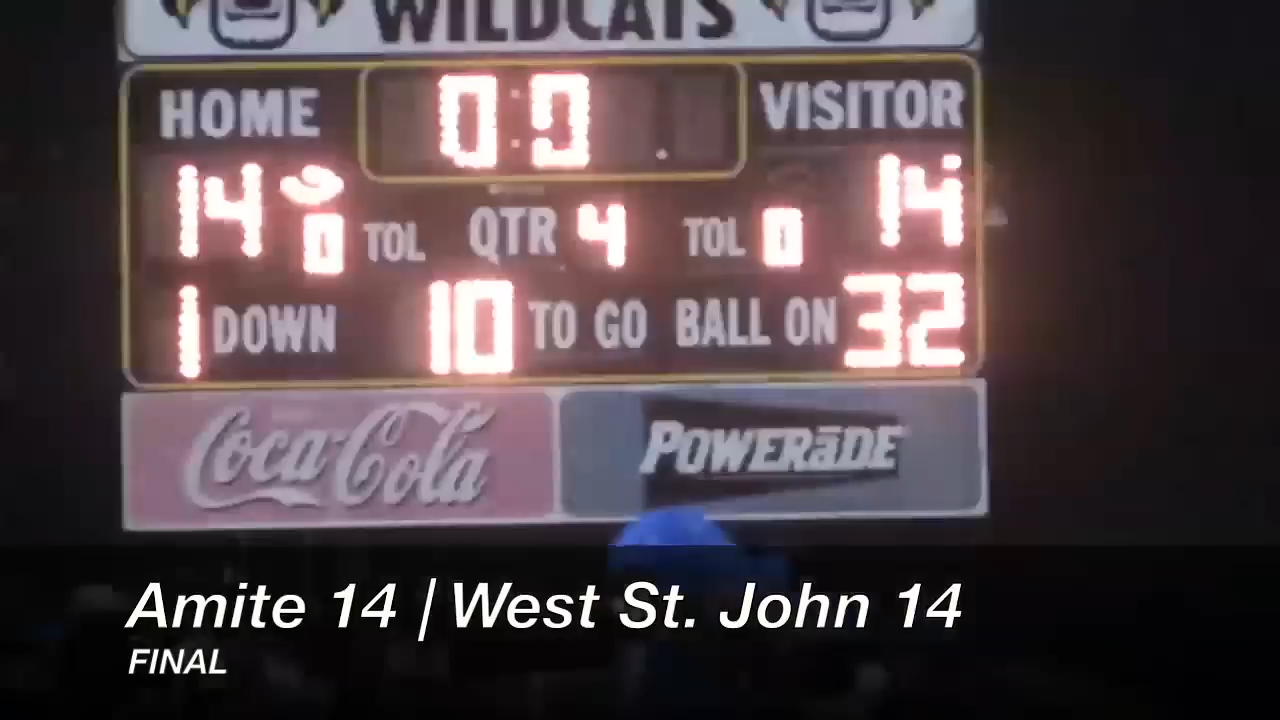 WILDCATS
HOME 0:0 VISITOR
14 0 TOL QTR 4 TOL 0 14
1 DOWN 10 TO GO BALL ON 32
Coca-Cola POWERāDE
Amite 14 | West St. John 14
FINAL